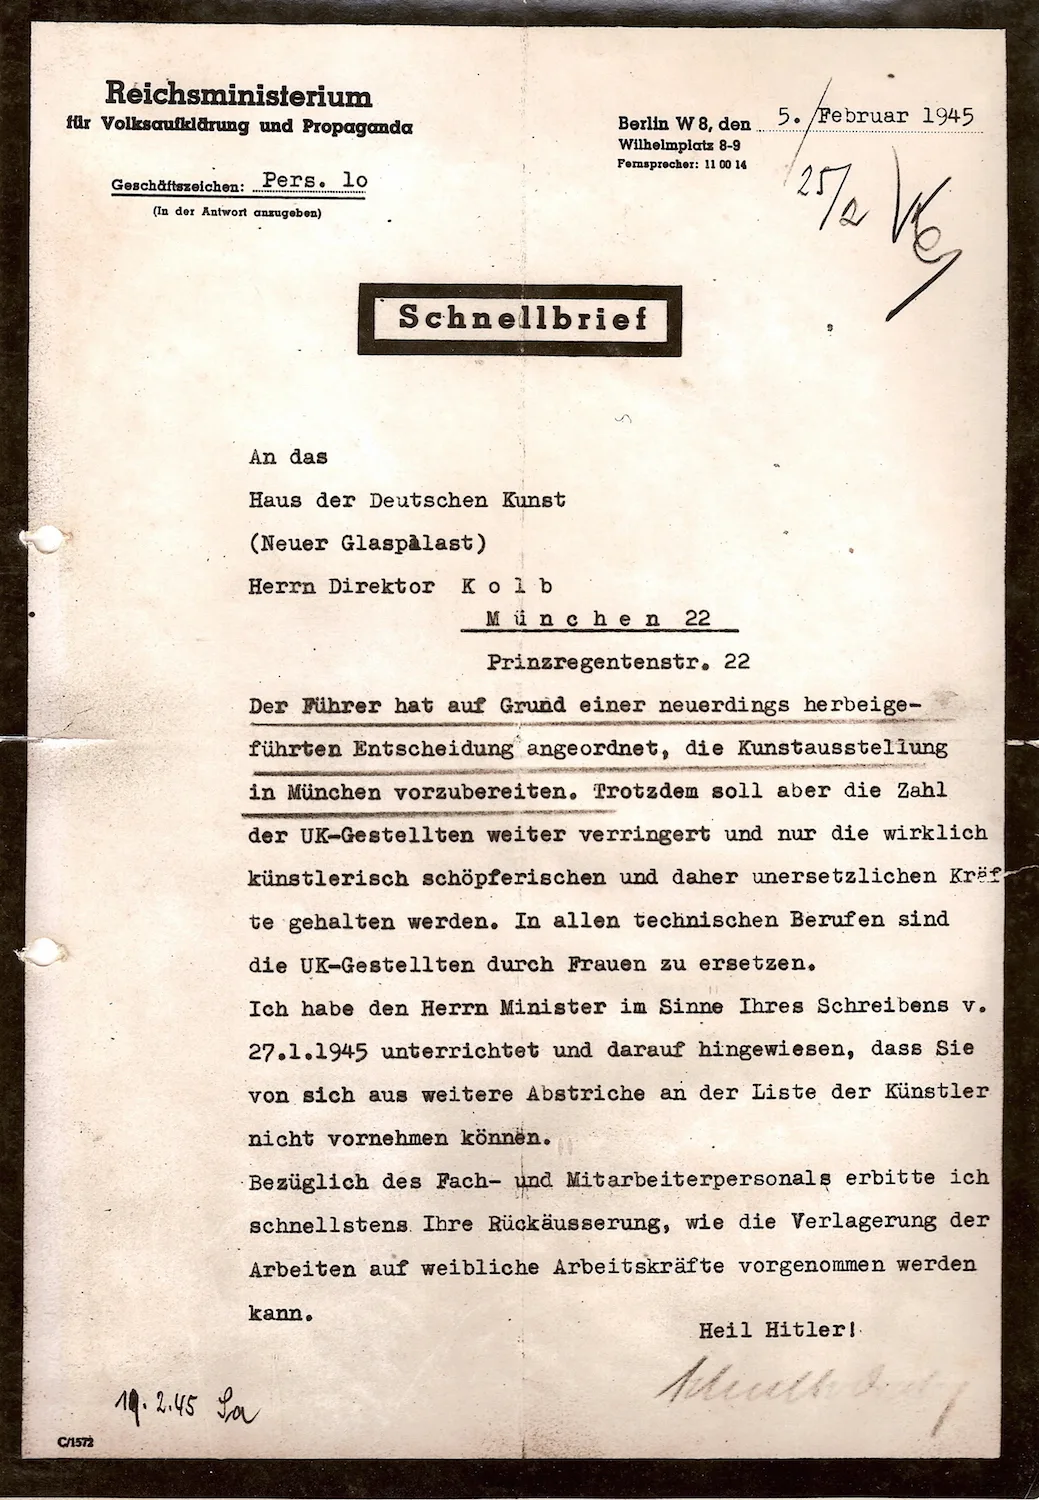 Reichsministerium
für Volksaufklärung und Propaganda
Berlin W 8, den 5. Februar 1945
Wilhelmplatz 8-9
Fernsprecher: 11 00 14
Geschäftszeichen: Pers. lo
(In der Antwort anzugeben)
25/2
Schnellbrief
An das
Haus der Deutschen Kunst
(Neuer Glaspalast)
Herrn Direktor K o l b
M ü n c h e n 22
Prinzregentenstr. 22
Der Führer hat auf Grund einer neuerdings herbeige-
führten Entscheidung angeordnet, die Kunstausstellung
in München vorzubereiten. Trotzdem soll aber die Zahl
der UK-Gestellten weiter verringert und nur die wirklich
künstlerisch schöpferischen und daher unersetzlichen Kräf-
te gehalten werden. In allen technischen Berufen sind
die UK-Gestellten durch Frauen zu ersetzen.
Ich habe den Herrn Minister im Sinne Ihres Schreibens v.
27.1.1945 unterrichtet und darauf hingewiesen, dass Sie
von sich aus weitere Abstriche an der Liste der Künstler
nicht vornehmen können.
Bezüglich des Fach- und Mitarbeiterpersonals erbitte ich
schnellstens Ihre Rückäusserung, wie die Verlagerung der
Arbeiten auf weibliche Arbeitskräfte vorgenommen werden
kann.
Heil Hitler!
19. 2.45 Sa
C/1572